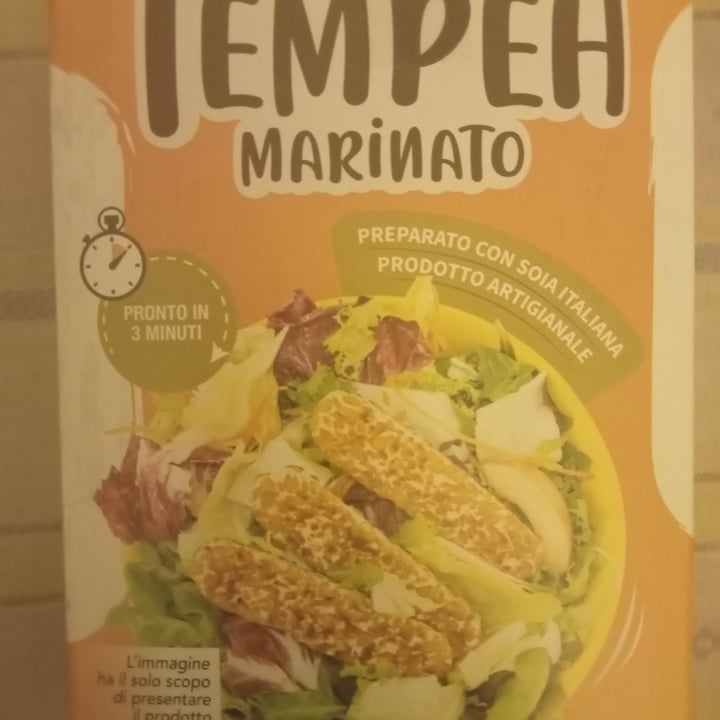 TEMPEH
MARINATO
PREPARATO CON SOIA ITALIANA
PRODOTTO ARTIGIANALE
PRONTO IN
3 MINUTI
L'immagine
ha il solo scopo
di presentare
il prodotto